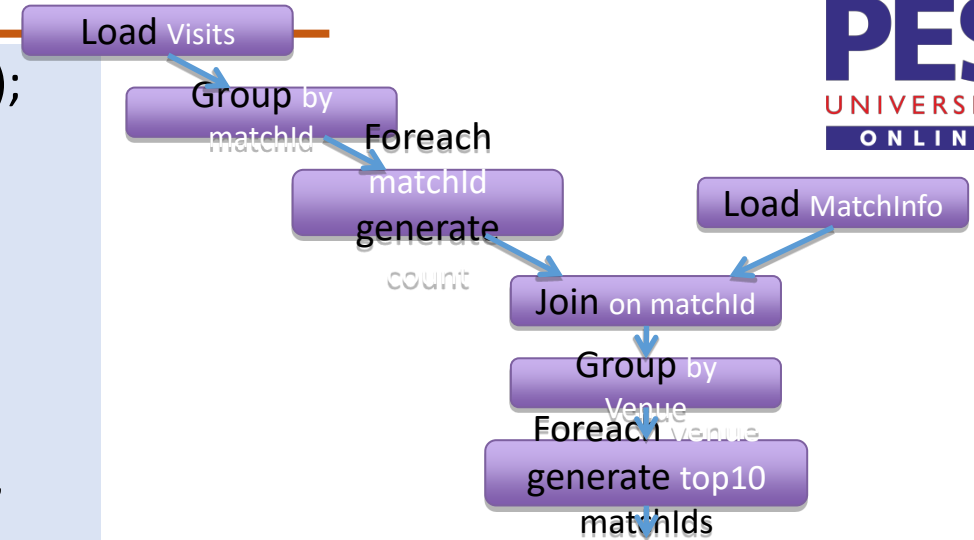 Load Visits
);
PES
UNIVERSI
ONLIN
Group by
matchId
Foreach
matchId
generate
count
Load MatchInfo
Join on matchId
Group by
Venue
Foreach venue
generate top10
matchIds